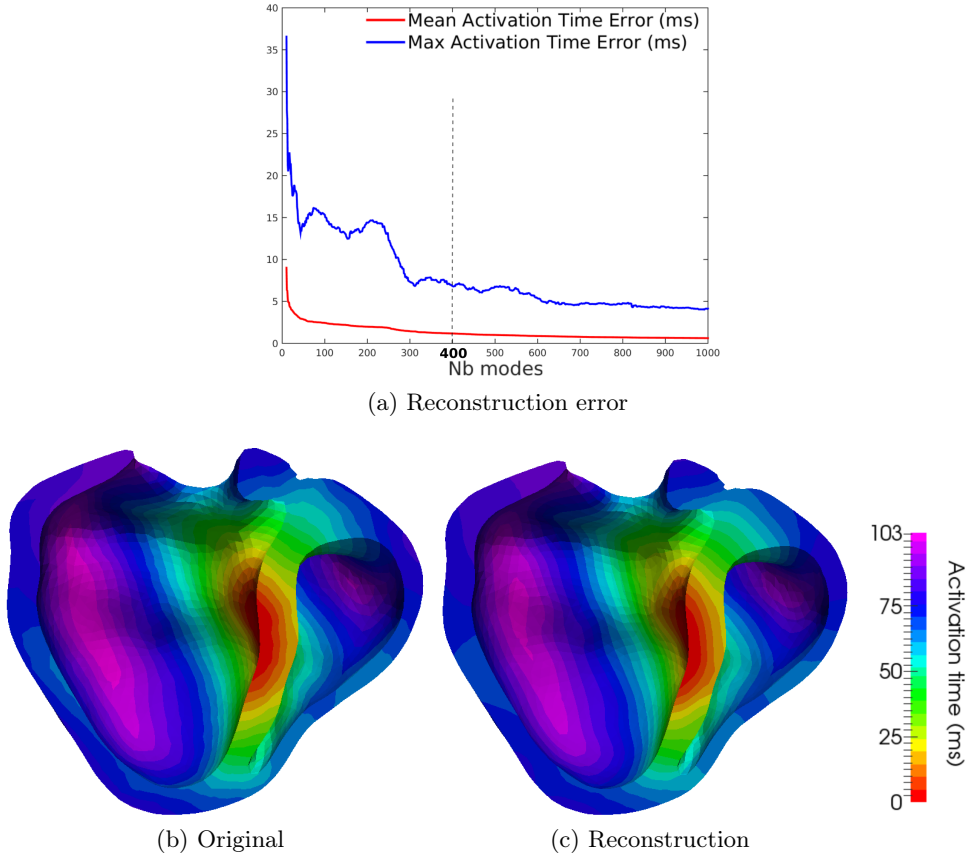 Mean Activation Time Error (ms)
Max Activation Time Error (ms)
40
35
30
25
20
15
10
5
0
0 100 200 300 400 500 600 700 800 900 1000
Nb modes
(a) Reconstruction error
103
75
50
25
0
Activation time (ms)
(b) Original
(c) Reconstruction